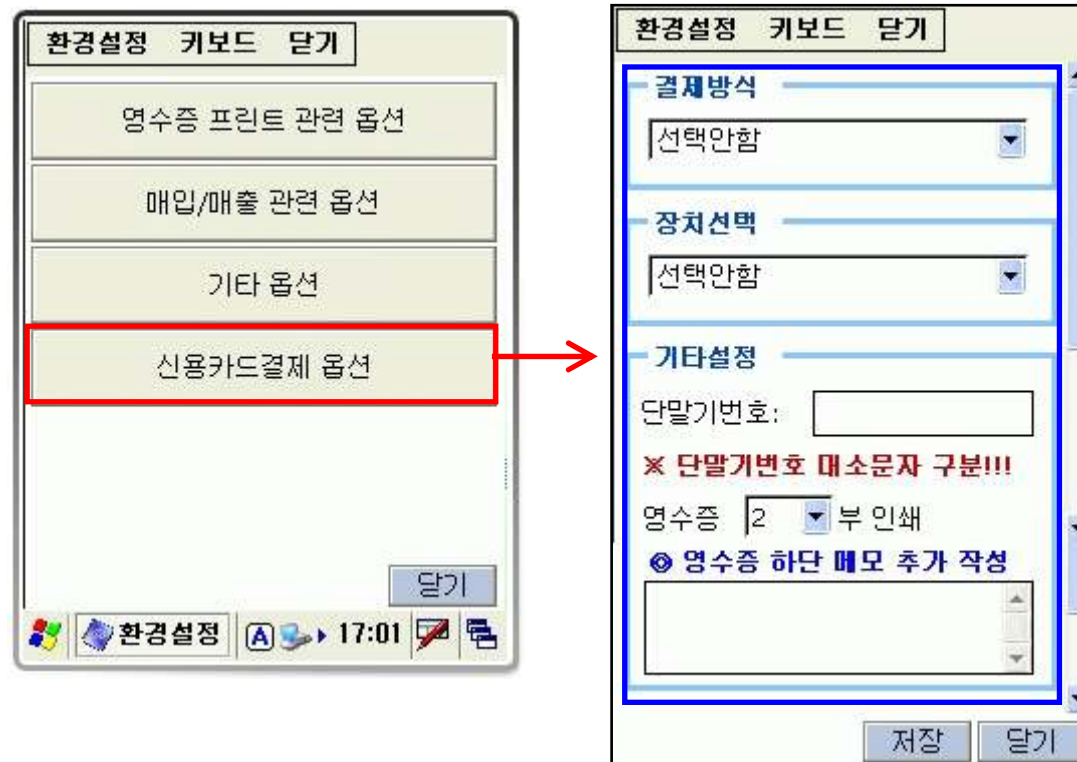 환경설정 키보드 닫기
영수증 프린트 관련 옵션
매입/매출 관련 옵션
기타 옵션
신용카드결제 옵션
닫기
환경설정 A 17:01
환경설정 키보드 닫기
결제방식
선택안함
장치선택
선택안함
기타설정
단말기번호:
※ 단말기번호 대소문자 구분!!!
영수증 2 부 인쇄
◎ 영수증 하단 메모 추가 작성
저장 닫기